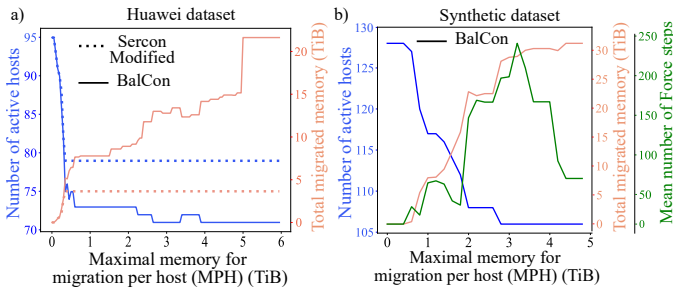 a)
Huawei dataset
Number of active hosts
95
90
85
80
75
70
Sercon
Modified
BalCon
20
15
10
5
0
Total migrated memory (TiB)
0
1
2
3
4
5
6
Maximal memory for
migration per host (MPH) (TiB)
b)
Synthetic dataset
Number of active hosts
130
125
120
115
110
105
BalCon
30
20
10
0
Total migrated memory (TiB)
250
200
150
100
50
0
Mean number of Force steps
0
1
2
3
4
5
Maximal memory for
migration per host (MPH) (TiB)